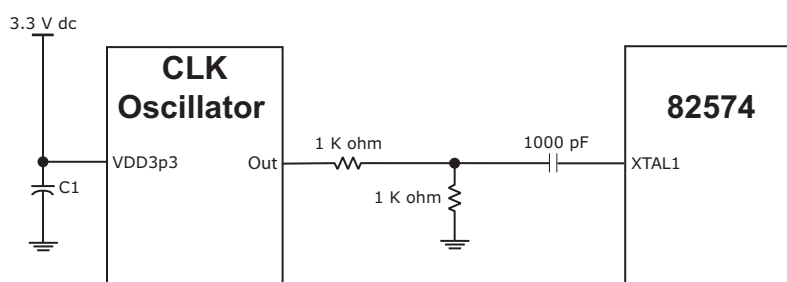 3.3 V dc
CLK
Oscillator
82574
1 K ohm
1000 pF
VDD3p3
Out
XTAL1
C1
1 K ohm